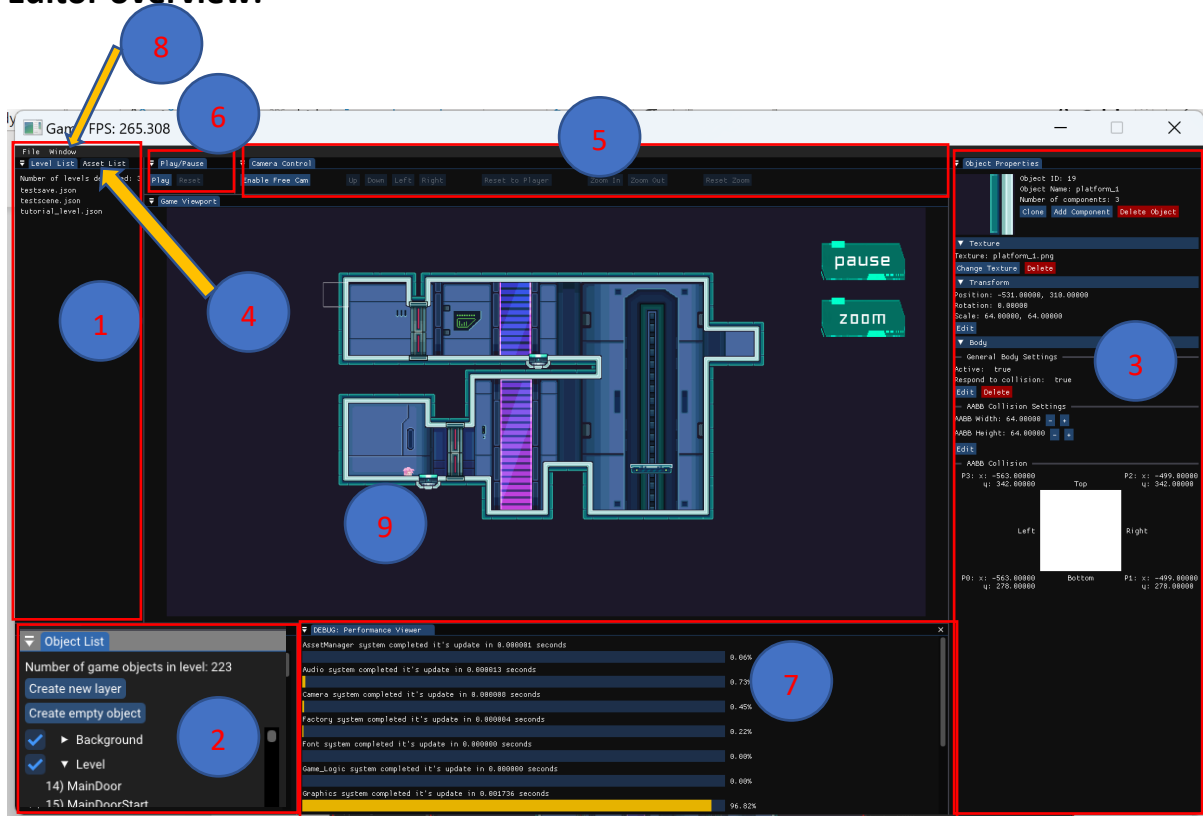 Editor overview:
8
6
5
Game FPS: 265.308
File Window
Level List Asset List
Number of levels de ed: 3
testsave.json
testscene.json
tutorial_level.json
1
4
Play/Pause
Play Reset
Camera Control
Enable Free Cam Up Down Left Right Reset to Player Zoom In Zoom Out Reset Zoom
Game Viewport
pause
zoom
9
Object Properties
Object ID: 19
Object Name: platform_1
Number of components: 3
Clone Add Component Delete Object
Texture
Texture: platform_1.png
Change Texture Delete
Transform
Position: -531.00000, 310.00000
Rotation: 0.00000
Scale: 64.00000, 64.00000
Edit
Body
General Body Settings
Active: true
Respond to collision: true
Edit Delete
AABB Collision Settings
AABB Width: 64.00000 - +
AABB Height: 64.00000 - +
Edit
AABB Collision
P3: x: -563.00000 P2: x: -499.00000
y: 342.00000 Top y: 342.00000
Left Right
P0: x: -563.00000 Bottom P1: x: -499.00000
y: 278.00000 y: 278.00000
3
Object List
Number of game objects in level: 223
Create new layer
Create empty object
Background
Level
14) MainDoor
15) MainDoorStart
2
DEBUG: Performance Viewer
AssetManager system completed it's update in 0.000001 seconds
0.06%
Audio system completed it's update in 0.000013 seconds
0.73%
Camera system completed it's update in 0.000008 seconds
0.45%
Factory system completed it's update in 0.000004 seconds
0.22%
Font system completed it's update in 0.000000 seconds
0.00%
Game_Logic system completed it's update in 0.000000 seconds
0.00%
Graphics system completed it's update in 0.001736 seconds
96.82%
7